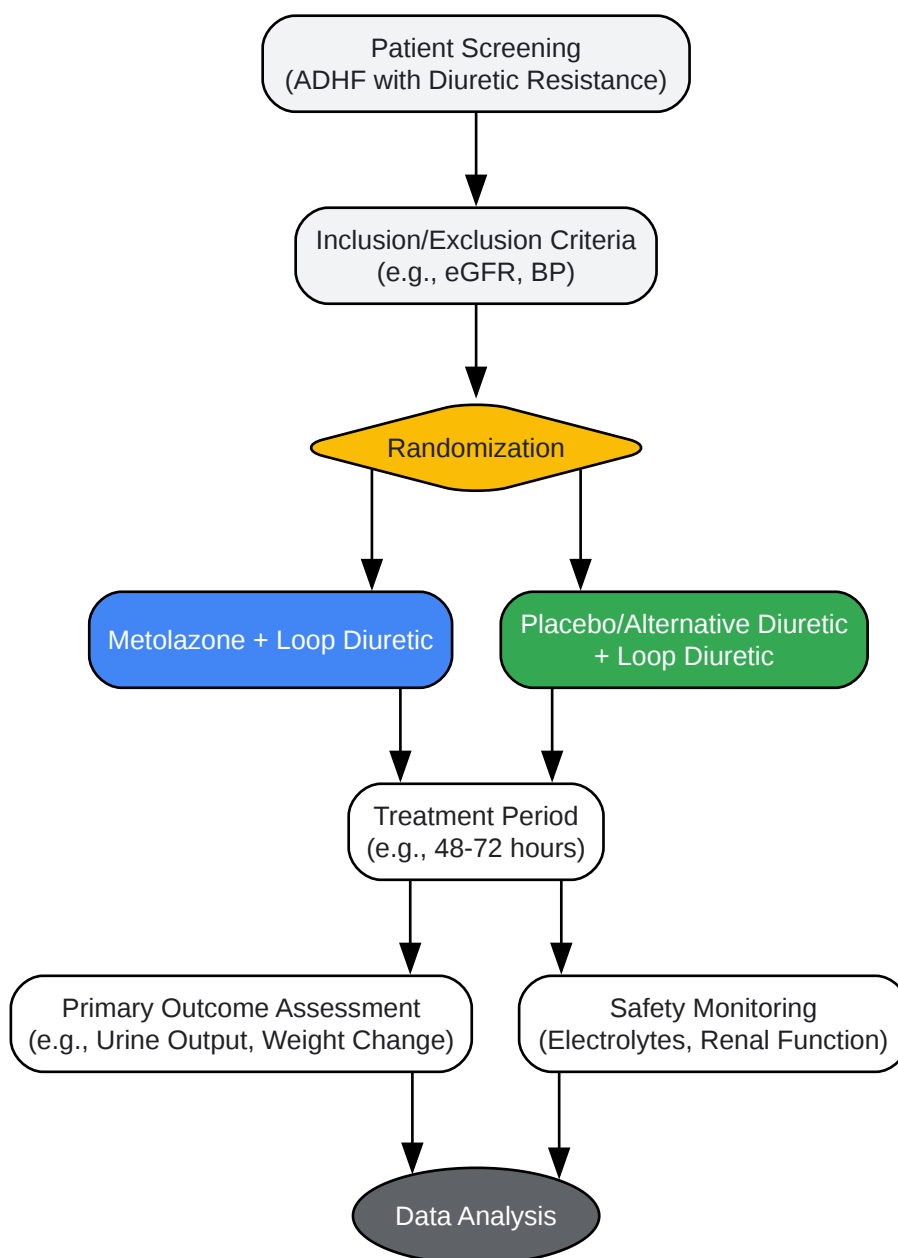 Patient Screening
(ADHF with Diuretic Resistance)
Inclusion/Exclusion Criteria
(e.g., eGFR, BP)
Randomization
Metolazone + Loop Diuretic
Placebo/Alternative Diuretic
+ Loop Diuretic
Treatment Period
(e.g., 48-72 hours)
Primary Outcome Assessment
(e.g., Urine Output, Weight Change)
Safety Monitoring
(Electrolytes, Renal Function)
Data Analysis